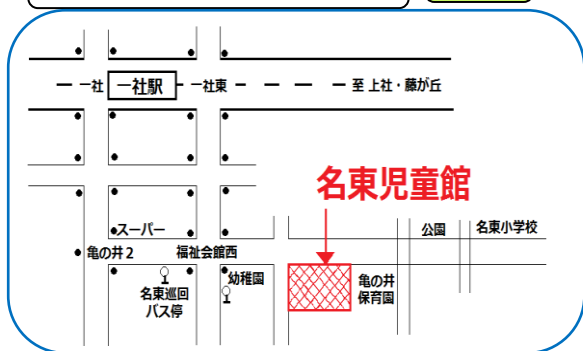 一社
一社駅
一社東
至 上社・藤が丘
名東児童館
スーパー
公園
名東小学校
亀の井2
福祉会館西
幼稚園
亀の井
保育園
名東巡回
バス停